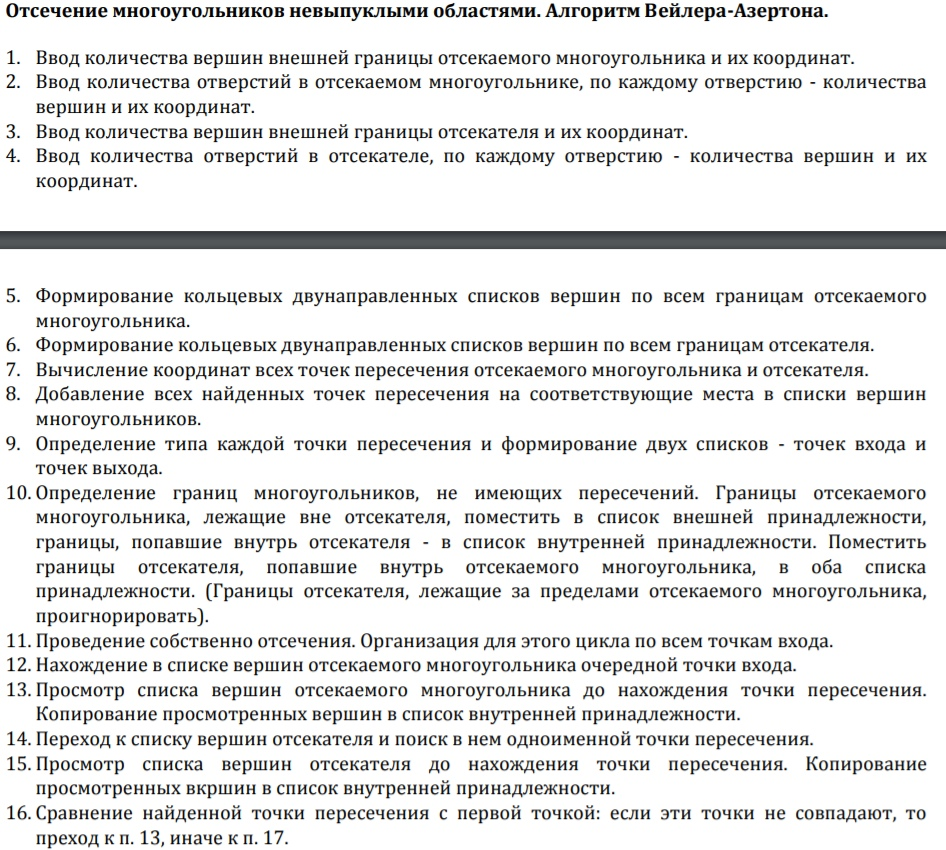 Отсечение многоугольников невыпуклыми областями. Алгоритм Вейлера-Азертона.
1. Ввод количества вершин внешней границы отсекаемого многоугольника и их координат.
2. Ввод количества отверстий в отсекаемом многоугольнике, по каждому отверстию - количества
вершин и их координат.
3. Ввод количества вершин внешней границы отсекателя и их координат.
4. Ввод количества отверстий в отсекателе, по каждому отверстию - количества вершин и их
координат.
5. Формирование кольцевых двунаправленных списков вершин по всем границам отсекаемого
многоугольника.
6. Формирование кольцевых двунаправленных списков вершин по всем границам отсекателя.
7. Вычисление координат всех точек пересечения отсекаемого многоугольника и отсекателя.
8. Добавление всех найденных точек пересечения на соответствующие места в списки вершин
многоугольников.
9. Определение типа каждой точки пересечения и формирование двух списков - точек входа и
точек выхода.
10. Определение границ многоугольников, не имеющих пересечений. Границы отсекаемого
многоугольника, лежащие вне отсекателя, поместить в список внешней принадлежности,
границы, попавшие внутрь отсекателя - в список внутренней принадлежности. Поместить
границы отсекателя, попавшие внутрь отсекаемого многоугольника, в оба списка
принадлежности. (Границы отсекателя, лежащие за пределами отсекаемого многоугольника,
проигнорировать).
11. Проведение собственно отсечения. Организация для этого цикла по всем точкам входа.
12. Нахождение в списке вершин отсекаемого многоугольника очередной точки входа.
13. Просмотр списка вершин отсекаемого многоугольника до нахождения точки пересечения.
Копирование просмотренных вершин в список внутренней принадлежности.
14. Переход к списку вершин отсекателя и поиск в нем одноименной точки пересечения.
15. Просмотр списка вершин отсекателя до нахождения точки пересечения. Копирование
просмотренных вкршин в список внутренней принадлежности.
16. Сравнение найденной точки пересечения с первой точкой: если эти точки не совпадают, то
преход к п. 13, иначе к п. 17.